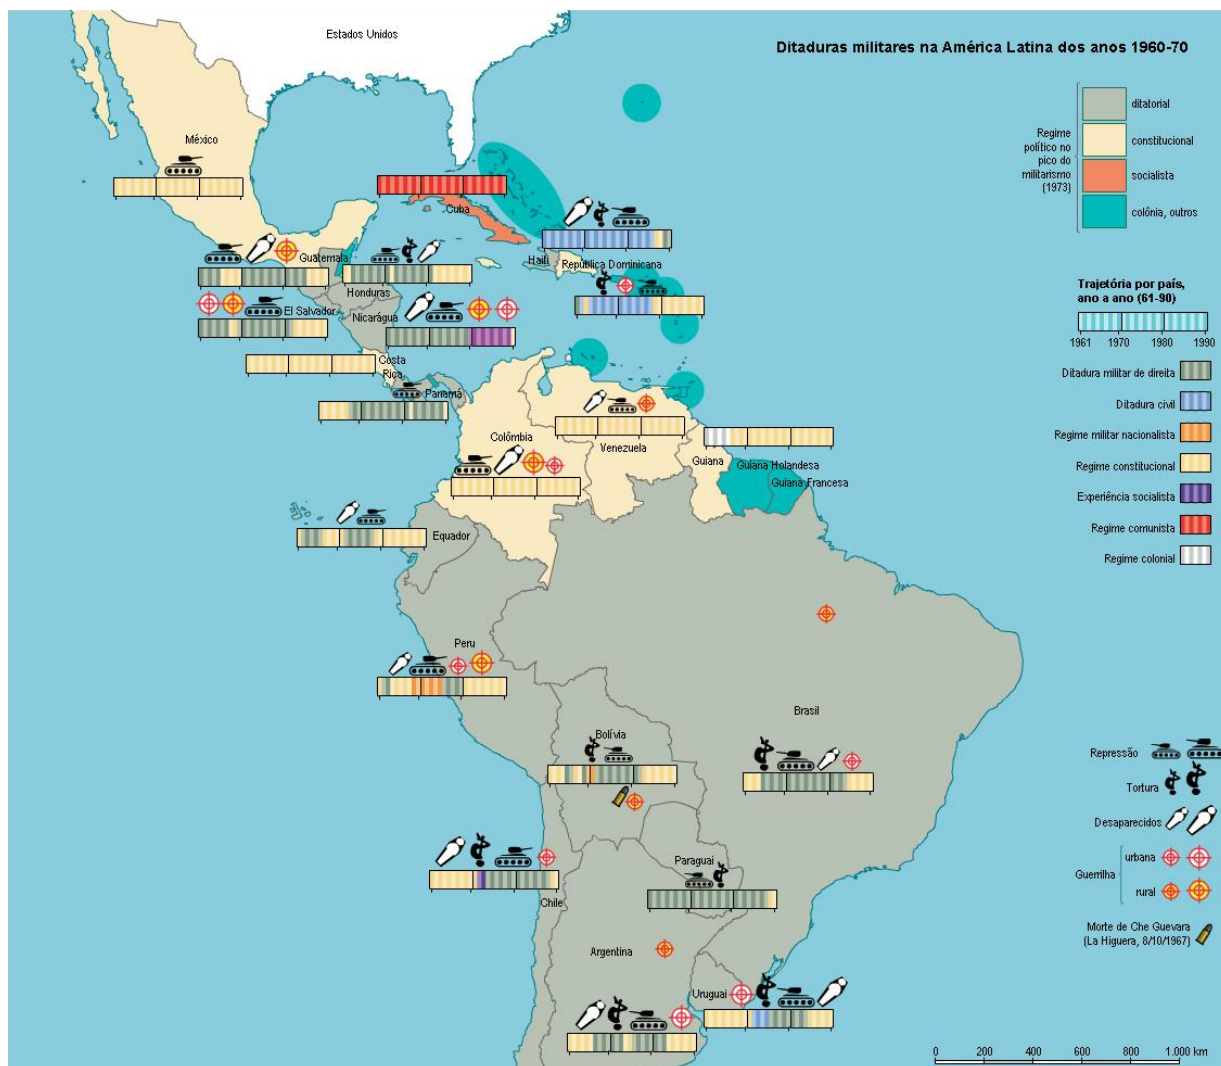 Estados Unidos
Ditaduras militares na América Latina dos anos 1960-70
ditatorial
Regime
político no
pico do
militarismo
(1973)
constitucional
socialista
colônia, outros
México
Cuba
Haiti
República Dominicana
Guatemala
Honduras
El Salvador
Nicarágua
Costa
Rica
Panamá
Trajetória por país,
ano a ano (61-90)
1961 1970 1980 1990
Ditadura militar de direita
Ditadura civil
Regime militar nacionalista
Regime constitucional
Experiência socialista
Regime comunista
Regime colonial
Colômbia
Venezuela
Guiana
Guiana Holandesa
Guiana Francesa
Equador
Peru
Brasil
Bolívia
Paraguai
Chile
Argentina
Uruguai
Repressão
Tortura
Desaparecidos
Guerrilha
urbana
rural
Morte de Che Guevara
(La Higuera, 8/10/1967)
0 200 400 600 800 1.000 km